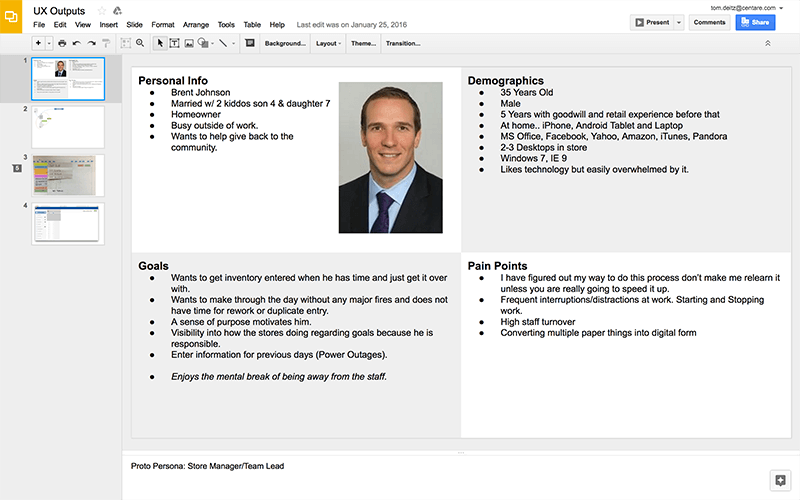 UX Outputs
tom.deitz@centare.com
File Edit View Insert Slide Format Arrange Tools Table Help Last edit was on January 25, 2016
Present
Comments
Share
Background...
Layout
Theme...
Transition...
1
2
3
5
4
Personal Info
● Brent Johnson
● Married w/ 2 kiddos son 4 & daughter 7
● Homeowner
● Busy outside of work.
● Wants to help give back to the
community.
Demographics
● 35 Years Old
● Male
● 5 Years with goodwill and retail experience before that
● At home.. iPhone, Android Tablet and Laptop
● MS Office, Facebook, Yahoo, Amazon, iTunes, Pandora
● 2-3 Desktops in store
● Windows 7, IE 9
● Likes technology but easily overwhelmed by it.
Goals
● Wants to get inventory entered when he has time and just get it over
with.
● Wants to make through the day without any major fires and does not
have time for rework or duplicate entry.
● A sense of purpose motivates him.
● Visibility into how the stores doing regarding goals because he is
responsible.
● Enter information for previous days (Power Outages).
● Enjoys the mental break of being away from the staff.
Pain Points
● I have figured out my way to do this process don't make me relearn it
unless you are really going to speed it up.
● Frequent interruptions/distractions at work. Starting and Stopping
work.
● High staff turnover
● Converting multiple paper things into digital form
Proto Persona: Store Manager/Team Lead